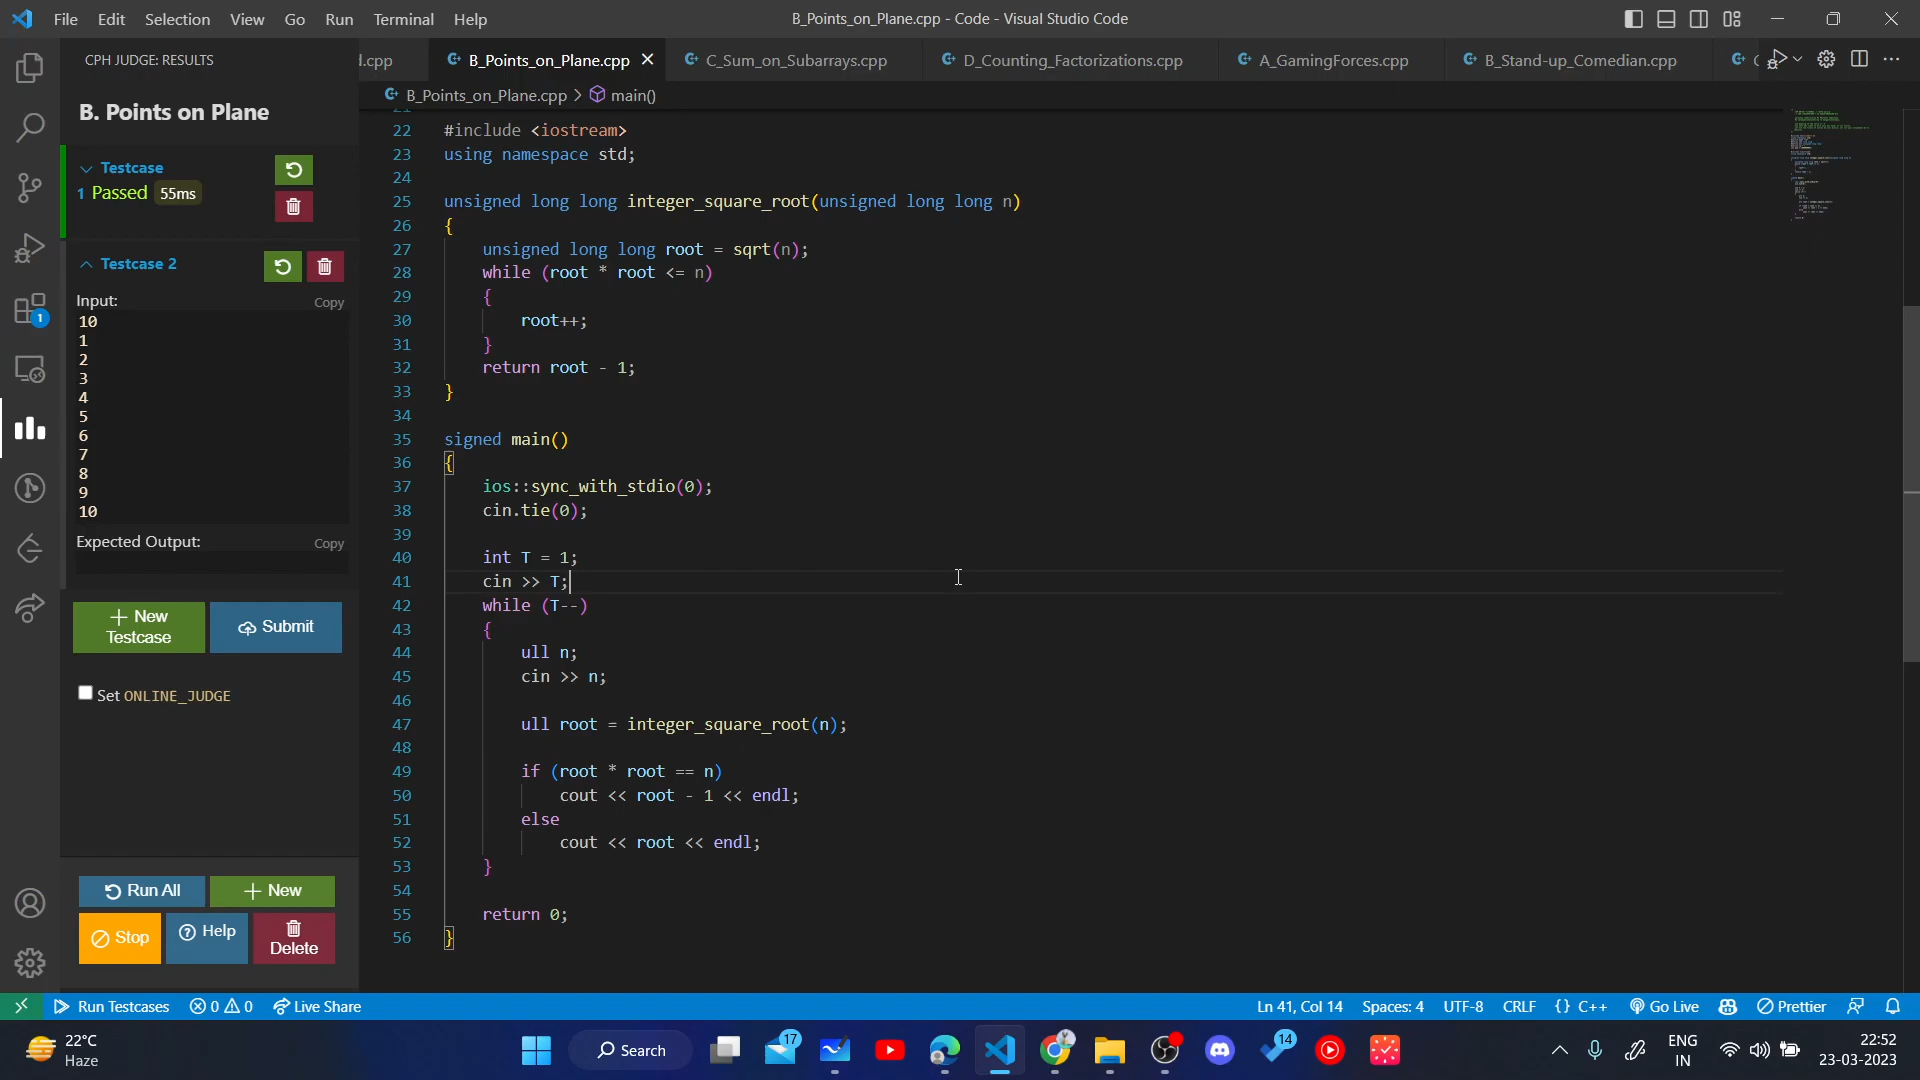 File Edit Selection View Go Run Terminal Help
B_Points_on_Plane.cpp - Code - Visual Studio Code
CPH JUDGE: RESULTS
d.cpp
B_Points_on_Plane.cpp
C_Sum_on_Subarrays.cpp
D_Counting_Factorizations.cpp
A_GamingForces.cpp
B_Stand-up_Comedian.cpp
B_Points_on_Plane.cpp > main()
B. Points on Plane
Testcase
1 Passed 55ms
Testcase 2
Input:
Copy
10
1
2
3
4
5
6
7
8
9
10
Expected Output:
Copy
+ New
Testcase
Submit
Set ONLINE_JUDGE
Run All
+ New
Stop
Help
Delete
1
22 #include <iostream>
23 using namespace std;
24
25 unsigned long long integer_square_root(unsigned long long n)
26 {
27 unsigned long long root = sqrt(n);
28 while (root * root <= n)
29 {
30 root++;
31 }
32 return root - 1;
33 }
34
35 signed main()
36 {
37 ios::sync_with_stdio(0);
38 cin.tie(0);
39
40 int T = 1;
41 cin >> T;
42 while (T--)
43 {
44 ull n;
45 cin >> n;
46
47 ull root = integer_square_root(n);
48
49 if (root * root == n)
50 cout << root - 1 << endl;
51 else
52 cout << root << endl;
53 }
54
55 return 0;
56 }
Run Testcases 0 0 Live Share
Ln 41, Col 14 Spaces: 4 UTF-8 CRLF {} C++ Go Live Prettier
22°C
Haze
Search
17
14
ENG
IN
22:52
23-03-2023